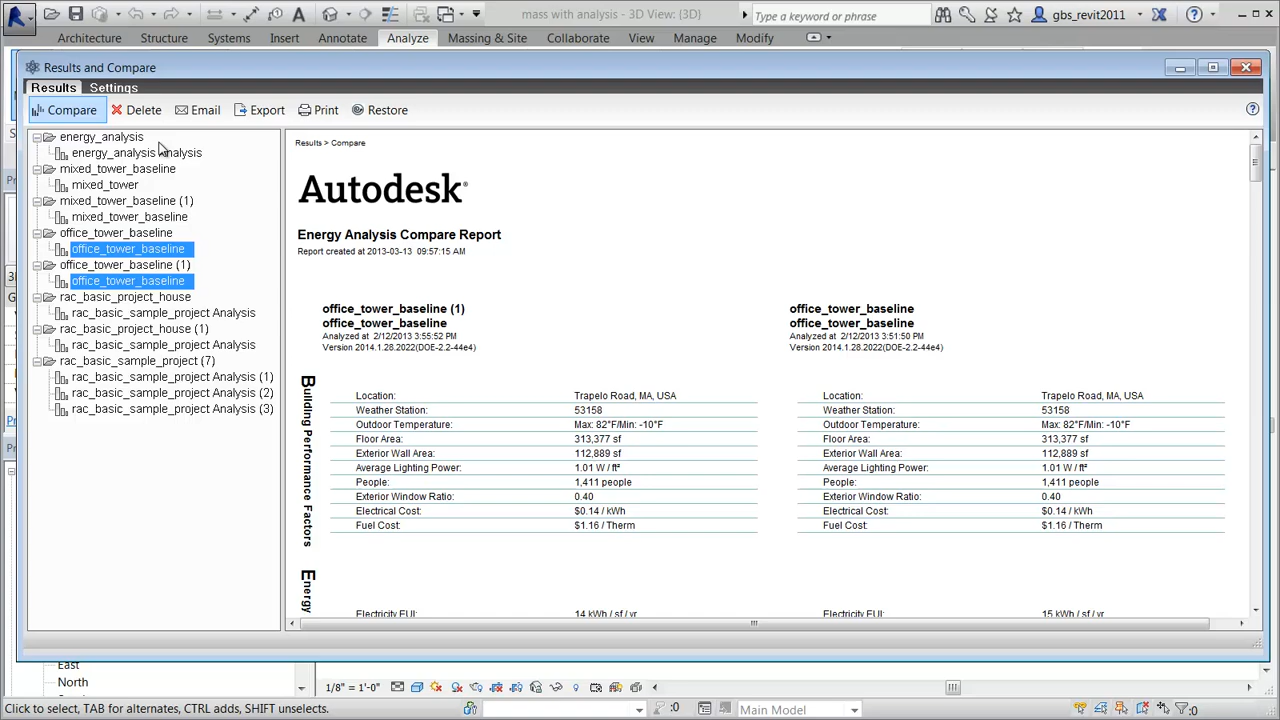 mass with analysis - 3D View: {3D}
Type a keyword or phrase
gbs_revit2011
Architecture Structure Systems Insert Annotate Analyze Massing & Site Collaborate View Manage Modify
Results and Compare
Results Settings
Compare Delete Email Export Print Restore
energy_analysis
energy_analysis Analysis
mixed_tower_baseline
mixed_tower
mixed_tower_baseline (1)
mixed_tower_baseline
office_tower_baseline
office_tower_baseline
office_tower_baseline (1)
office_tower_baseline
rac_basic_project_house
rac_basic_sample_project Analysis
rac_basic_project_house (1)
rac_basic_sample_project Analysis
rac_basic_sample_project (7)
rac_basic_sample_project Analysis (1)
rac_basic_sample_project Analysis (2)
rac_basic_sample_project Analysis (3)
Results > Compare
Autodesk®
Energy Analysis Compare Report
Report created at 2013-03-13 09:57:15 AM
office_tower_baseline (1)
office_tower_baseline
Analyzed at 2/12/2013 3:55:52 PM
Version 2014.1.28.2022(DOE-2.2-44e4)
office_tower_baseline
office_tower_baseline
Analyzed at 2/12/2013 3:51:50 PM
Version 2014.1.28.2022(DOE-2.2-44e4)
Building Performance Factors
Location: Trapelo Road, MA, USA
Weather Station: 53158
Outdoor Temperature: Max: 82°F/Min: -10°F
Floor Area: 313,377 sf
Exterior Wall Area: 112,889 sf
Average Lighting Power: 1.01 W / ft²
People: 1,411 people
Exterior Window Ratio: 0.40
Electrical Cost: $0.14 / kWh
Fuel Cost: $1.16 / Therm
Location: Trapelo Road, MA, USA
Weather Station: 53158
Outdoor Temperature: Max: 82°F/Min: -10°F
Floor Area: 313,377 sf
Exterior Wall Area: 112,889 sf
Average Lighting Power: 1.01 W / ft²
People: 1,411 people
Exterior Window Ratio: 0.40
Electrical Cost: $0.14 / kWh
Fuel Cost: $1.16 / Therm
Energy
Electricity EUI: 14 kWh / sf / yr
Electricity EUI: 15 kWh / sf / yr
East
North
1/8" = 1'-0"
Click to select, TAB for alternates, CTRL adds, SHIFT unselects.
:0
Main Model
:0